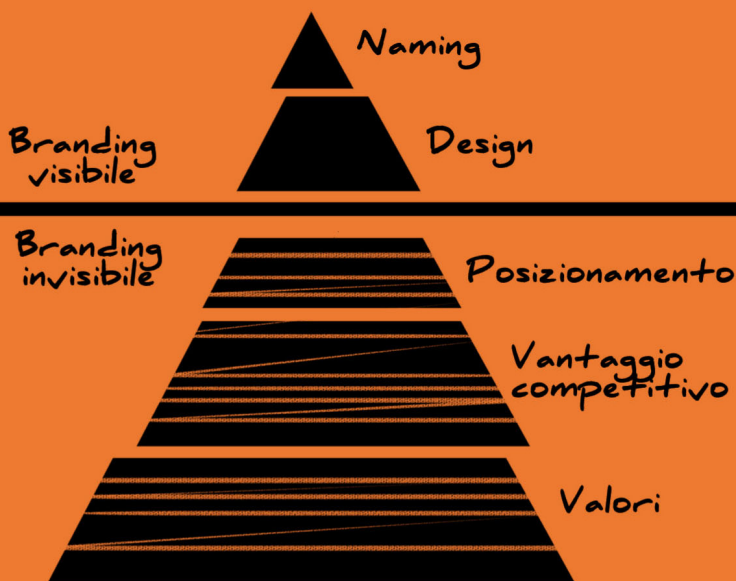 Naming
Branding
visibile
Design
Branding
invisibile
Posizionamento
Vantaggio
competitivo
Valori